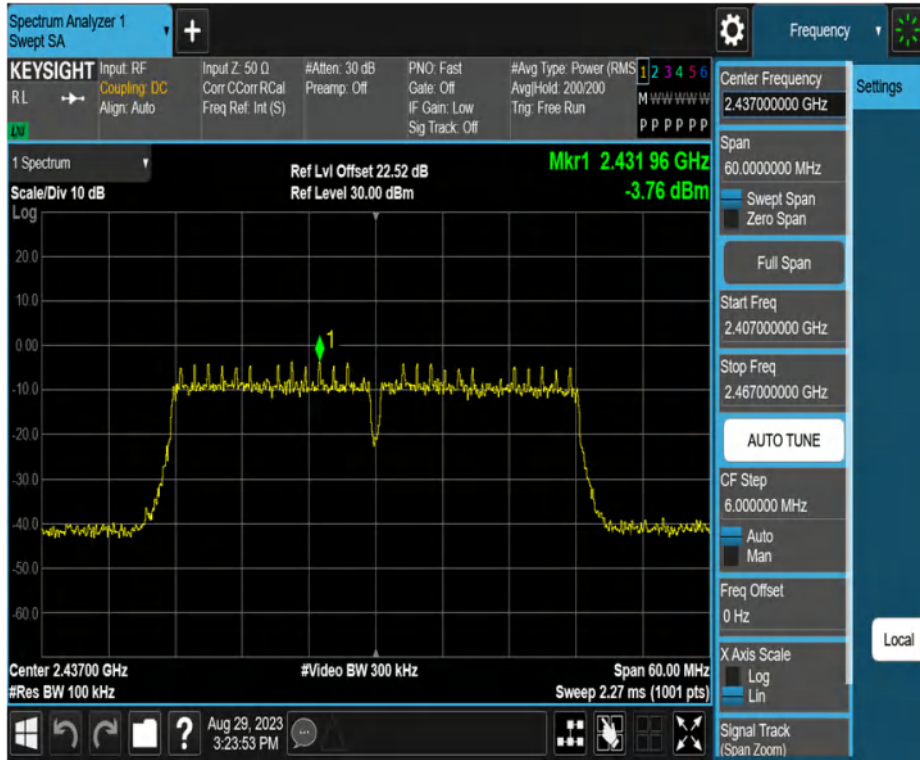 Spectrum Analyzer 1
Swept SA
+
Frequency
KEYSIGHT
RL
LXI
Input: RF
Coupling: DC
Align: Auto
Input Z: 50 Ω
Corr CCorr RCal
Freq Ref: Int (S)
#Atten: 30 dB
Preamp: Off
PNO: Fast
Gate: Off
IF Gain: Low
Sig Track: Off
#Avg Type: Power (RMS
Avg|Hold: 200/200
Trig: Free Run
1 2 3 4 5 6
M W W W W W
P P P P P P
Center Frequency
2.437000000 GHz
Settings
1 Spectrum
Scale/Div 10 dB
Ref Lvl Offset 22.52 dB
Ref Level 30.00 dBm
Mkr1 2.431 96 GHz
-3.76 dBm
Log
20.0
10.0
0.00
-10.0
-20.0
-30.0
-40.0
-50.0
-60.0
1
Span
60.0000000 MHz
Swept Span
Zero Span
Full Span
Start Freq
2.407000000 GHz
Stop Freq
2.467000000 GHz
AUTO TUNE
CF Step
6.000000 MHz
Auto
Man
Freq Offset
0 Hz
X Axis Scale
Log
Lin
Signal Track
(Span Zoom)
Local
Center 2.43700 GHz
#Res BW 100 kHz
#Video BW 300 kHz
Span 60.00 MHz
Sweep 2.27 ms (1001 pts)
?
Aug 29, 2023
3:23:53 PM